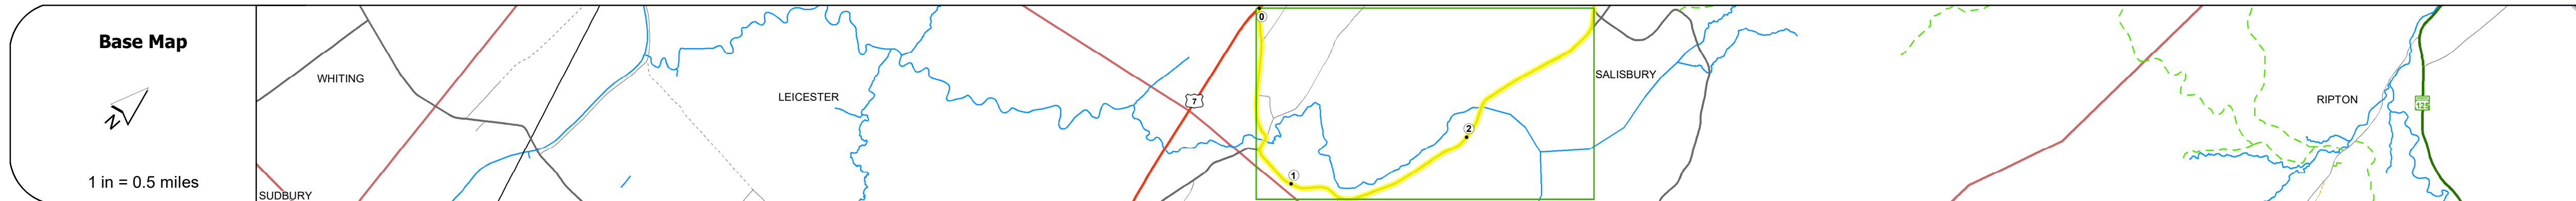 Base Map
N
1 in = 0.5 miles
WHITING
SUDBURY
LEICESTER
7
0
1
2
SALISBURY
RIPTON
125